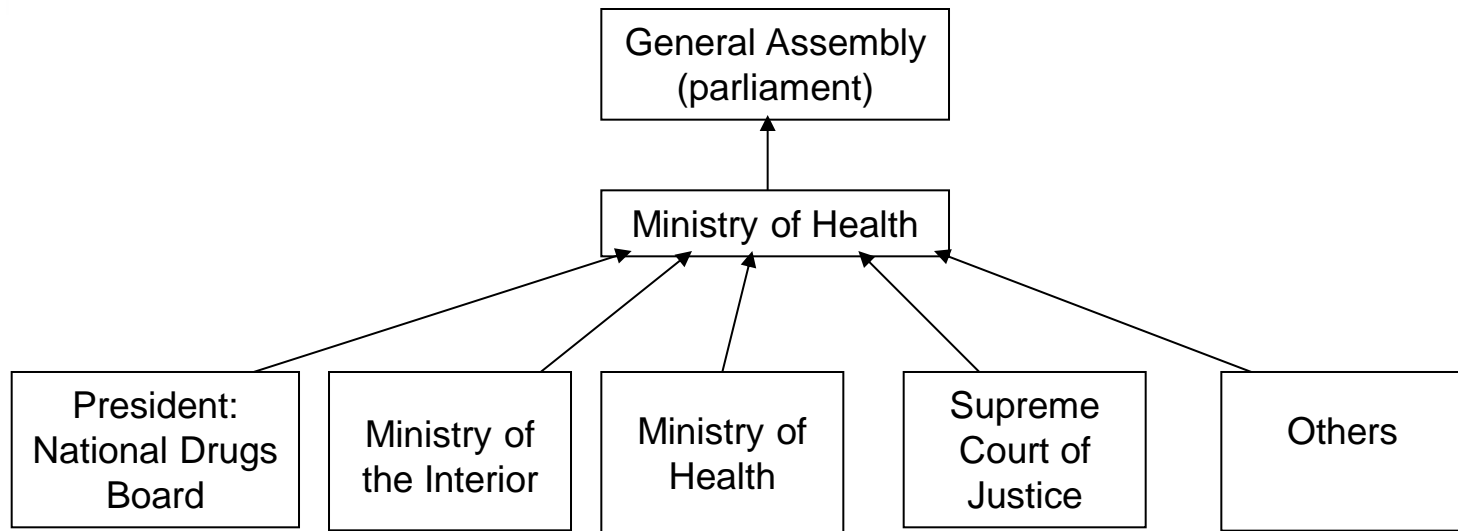 General Assembly
(parliament)
Ministry of Health
President:
National Drugs
Board
Ministry of
the Interior
Ministry of
Health
Supreme
Court of
Justice
Others